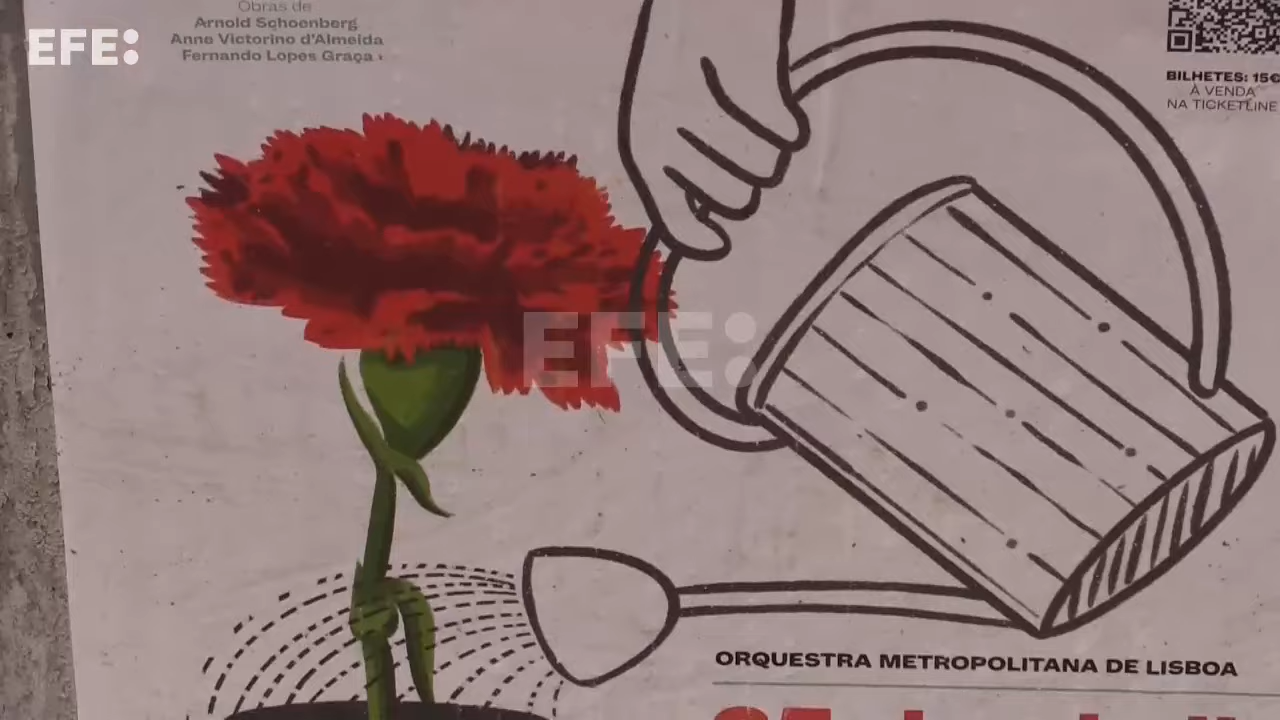 EFE:
Obras de
Arnold Schoenberg
Anne Victorino d'Almeida
Fernando Lopes Graça
BILHETES: 15€
À VENDA
NA TICKETLINE
EFE:
ORQUESTRA METROPOLITANA DE LISBOA